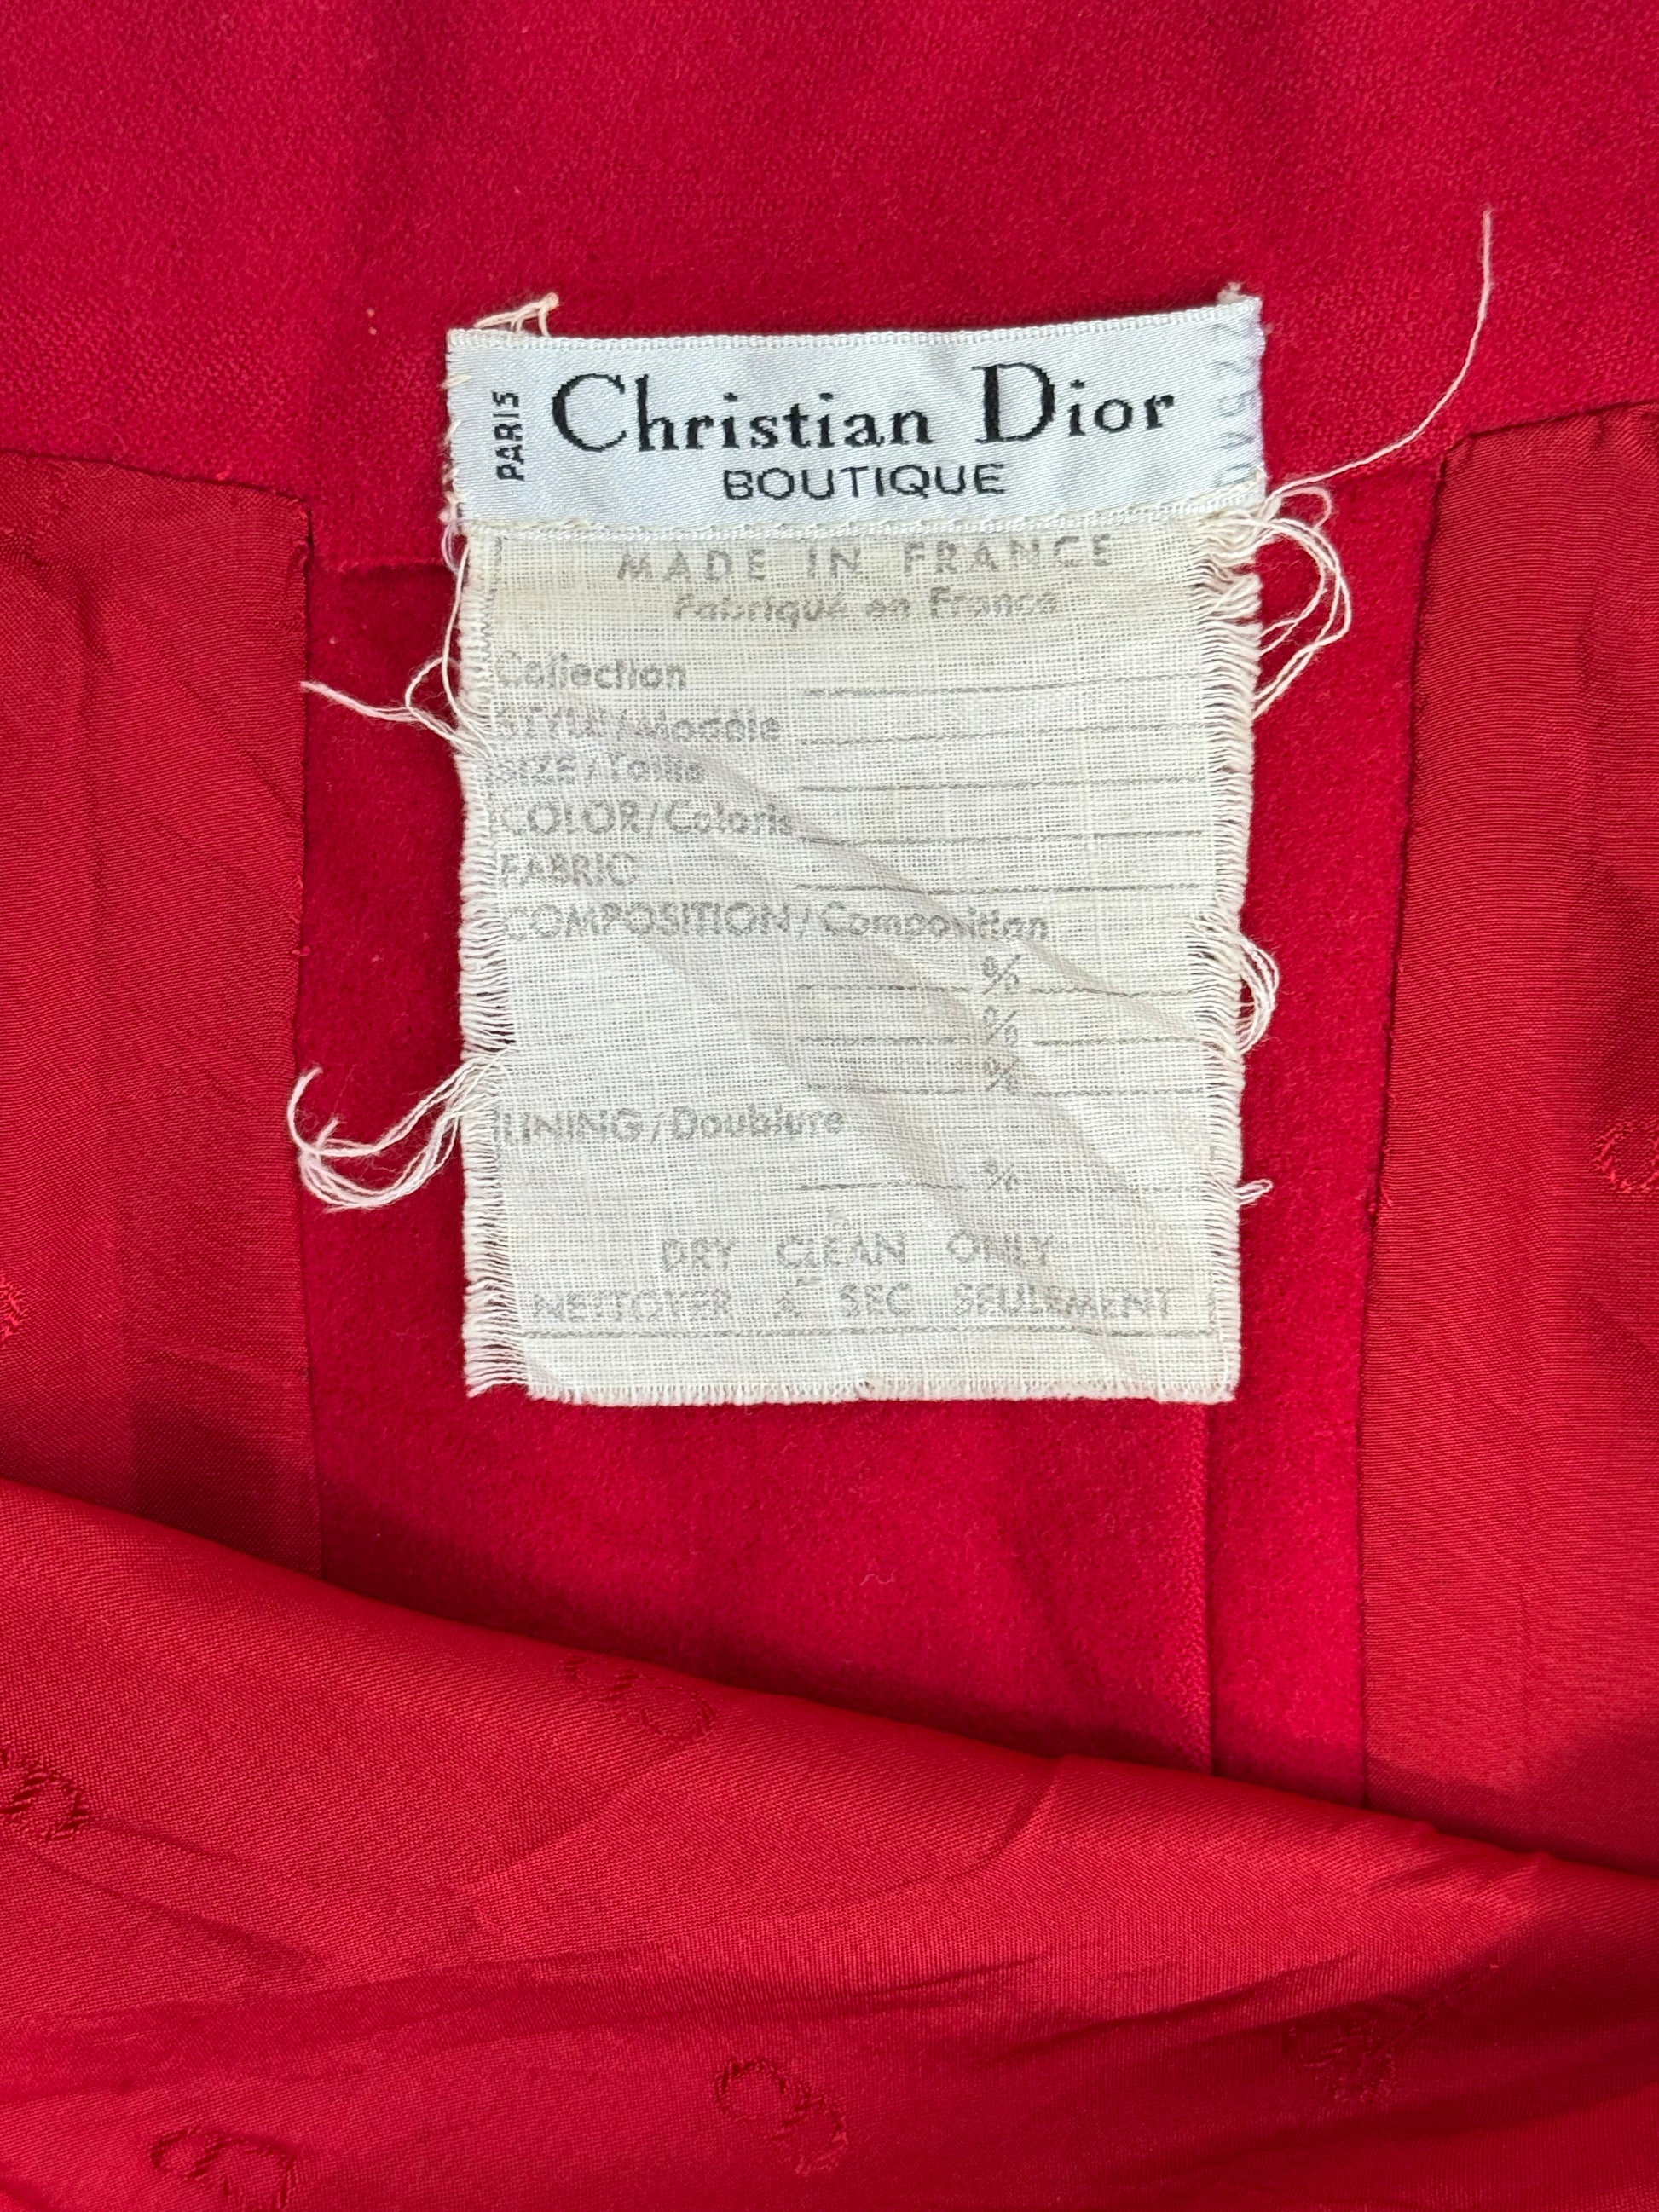 PARIS
Christian Dior
BOUTIQUE
MADE IN FRANCE
Fabriqué en France
Collection
STYLE/Modèle
SIZE/Taille
COLOR/Coloris
FABRIC
COMPOSITION/Composition
%
%
%
LINING/Doublure
%
DRY CLEAN ONLY
NETTOYER À SEC SEULEMENT